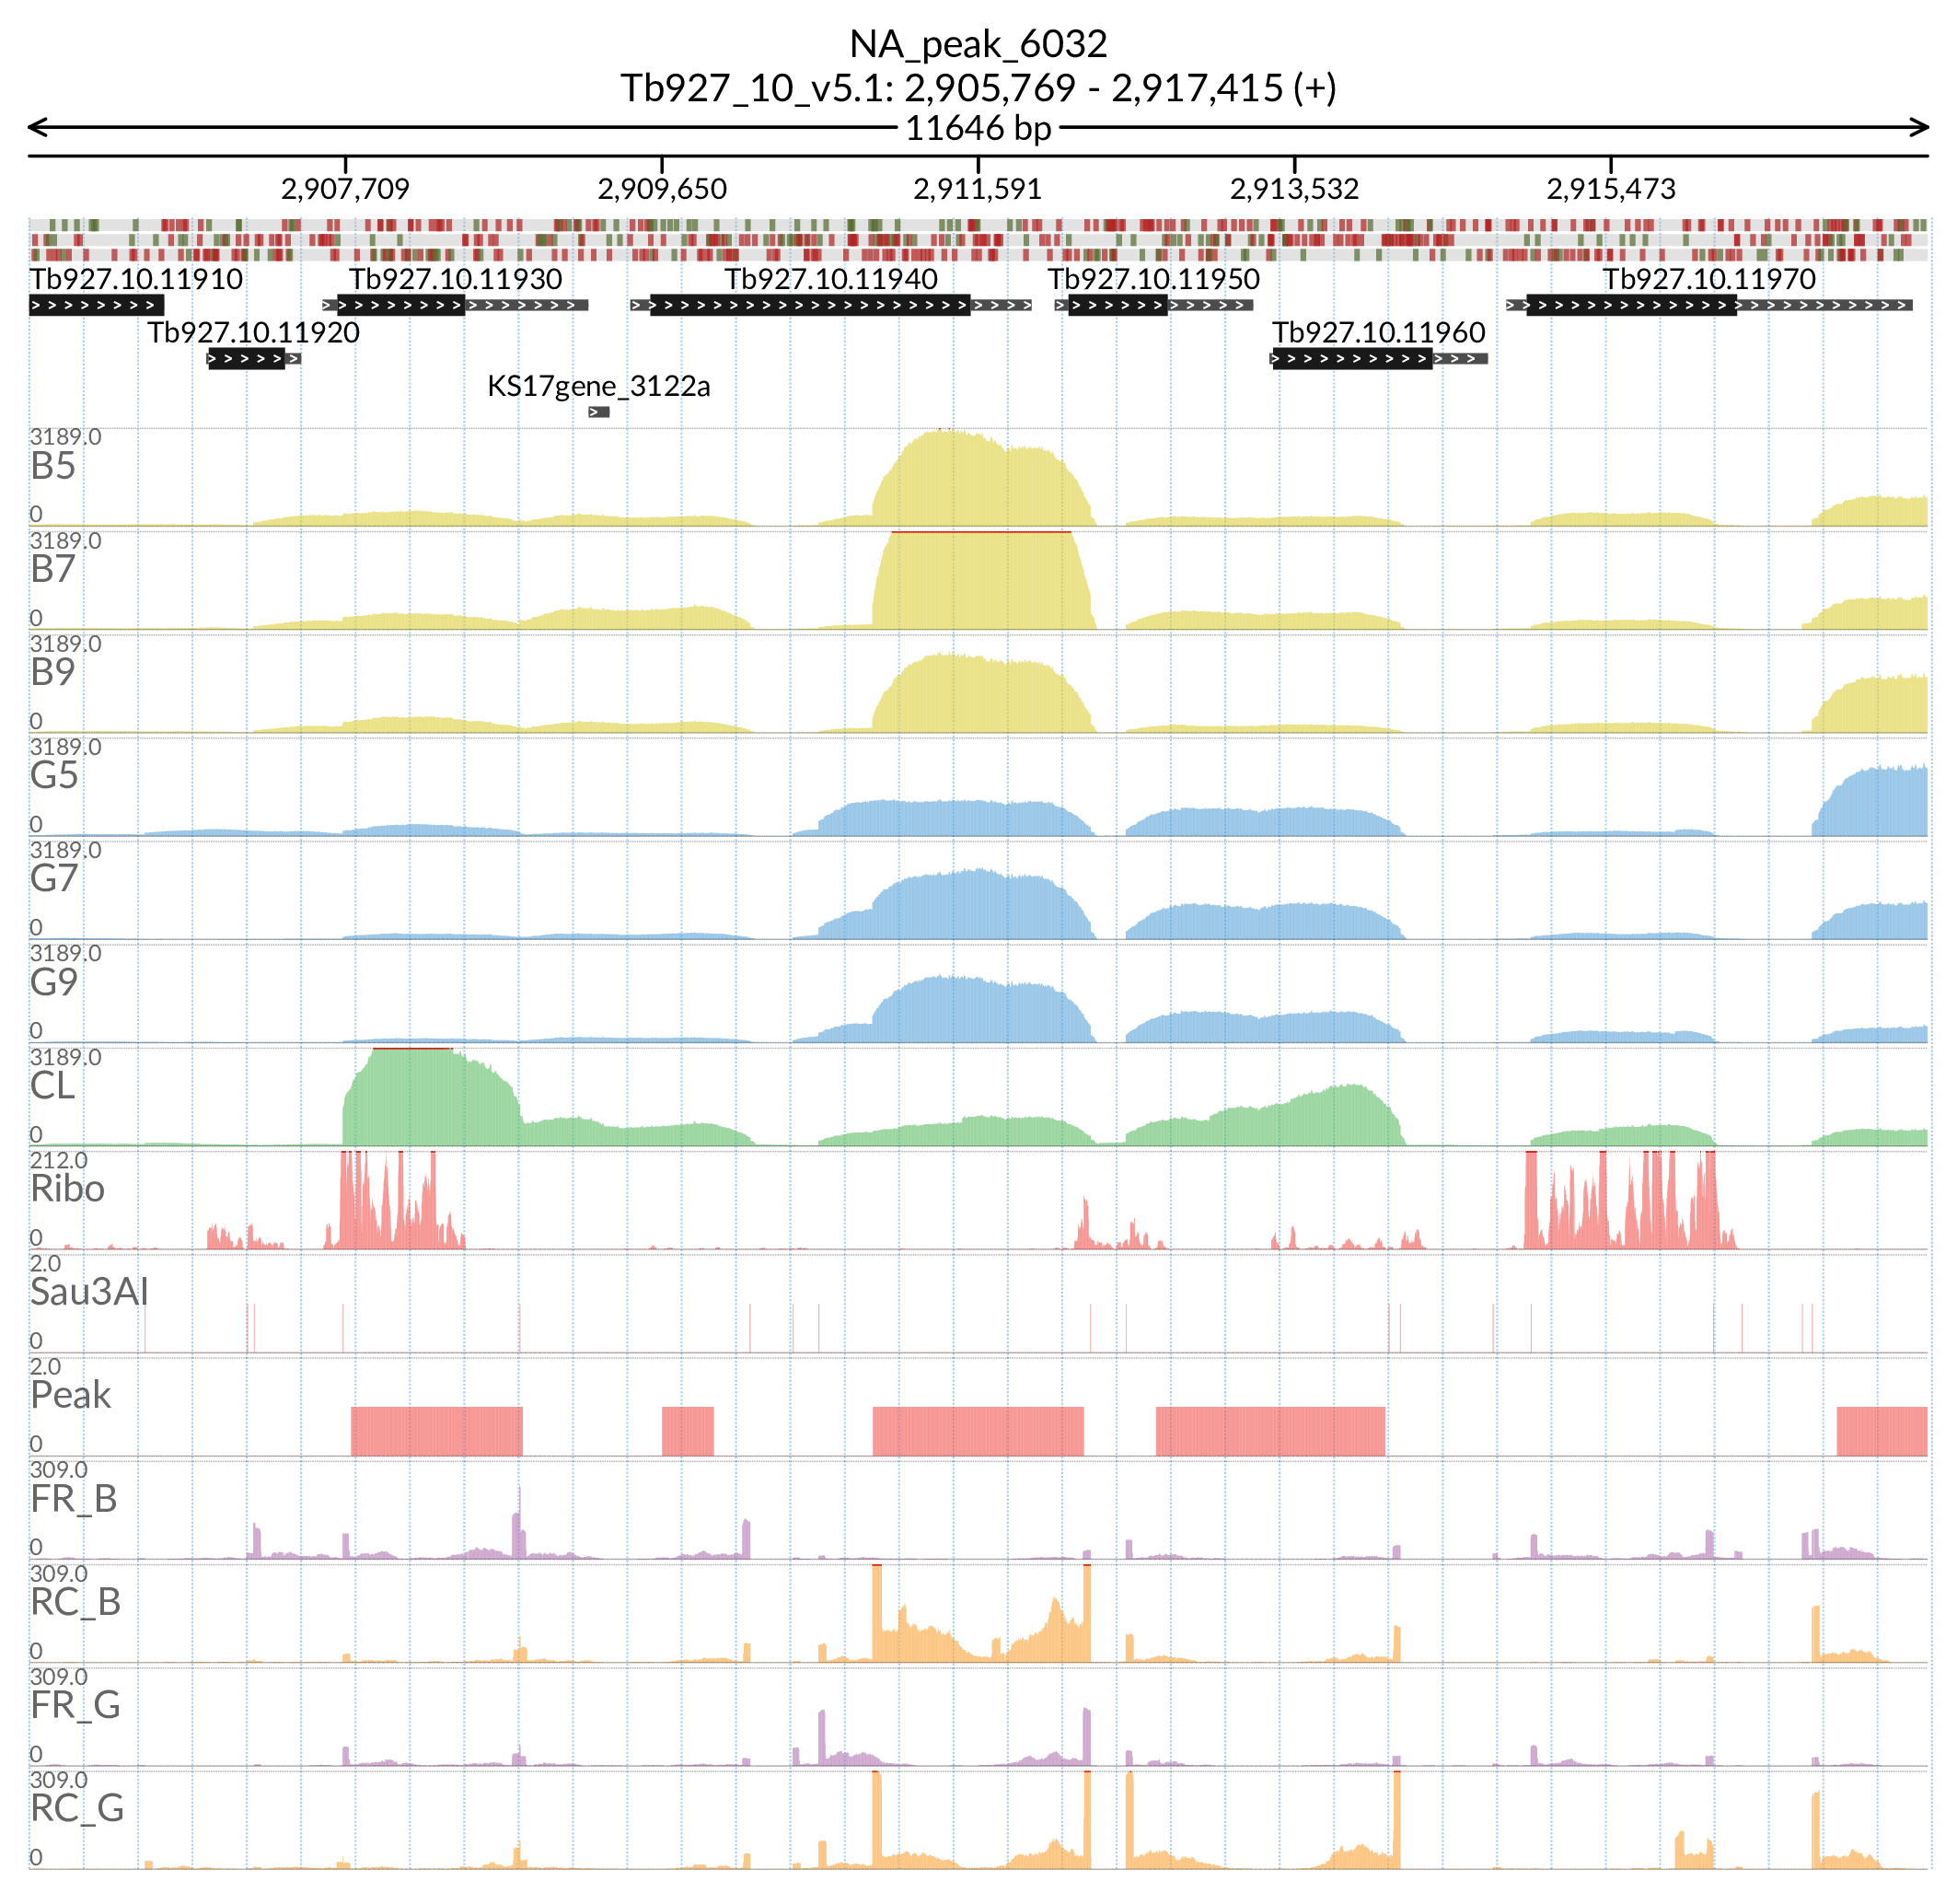 NA_peak_6032
Tb927_10_v5.1: 2,905,769 - 2,917,415 (+)
11646 bp
2,907,709 2,909,650 2,911,591 2,913,532 2,915,473
Tb927.10.11910 Tb927.10.11930 Tb927.10.11940 Tb927.10.11950 Tb927.10.11970
Tb927.10.11920 Tb927.10.11960
KS17gene_3122a
3189.0
B5
0
3189.0
B7
0
3189.0
B9
0
3189.0
G5
0
3189.0
G7
0
3189.0
G9
0
3189.0
CL
0
212.0
Ribo
0
2.0
Sau3AI
0
2.0
Peak
0
309.0
FR_B
0
309.0
RC_B
0
309.0
FR_G
0
309.0
RC_G
0